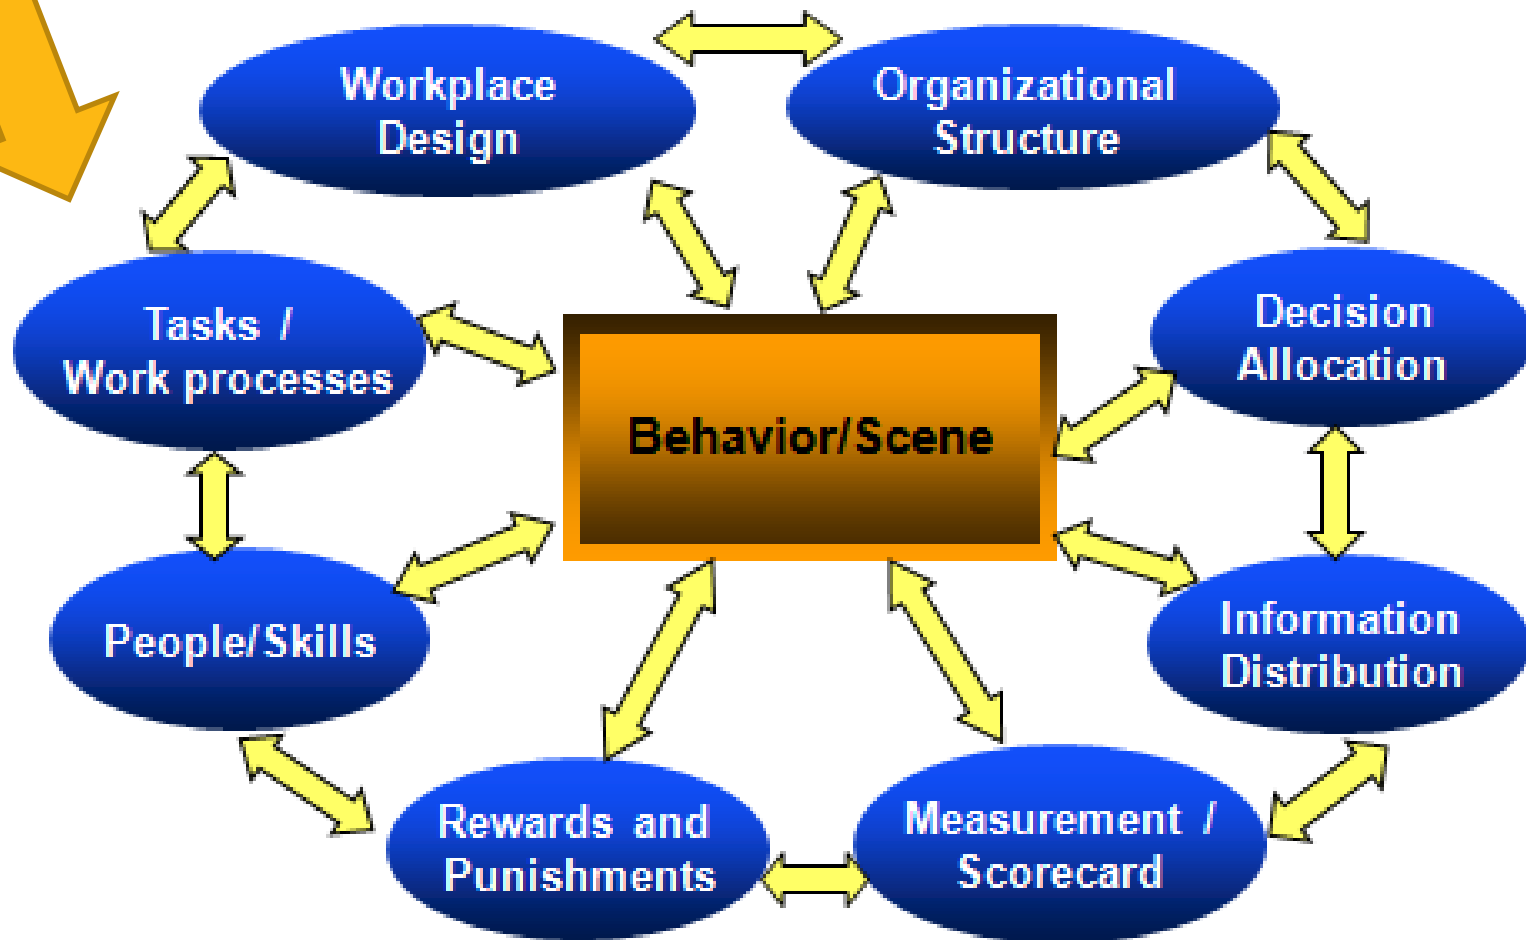 Workplace
Design
Organizational
Structure
Tasks /
Work processes
Decision
Allocation
Behavior/Scene
People/Skills
Information
Distribution
Rewards and
Punishments
Measurement /
Scorecard